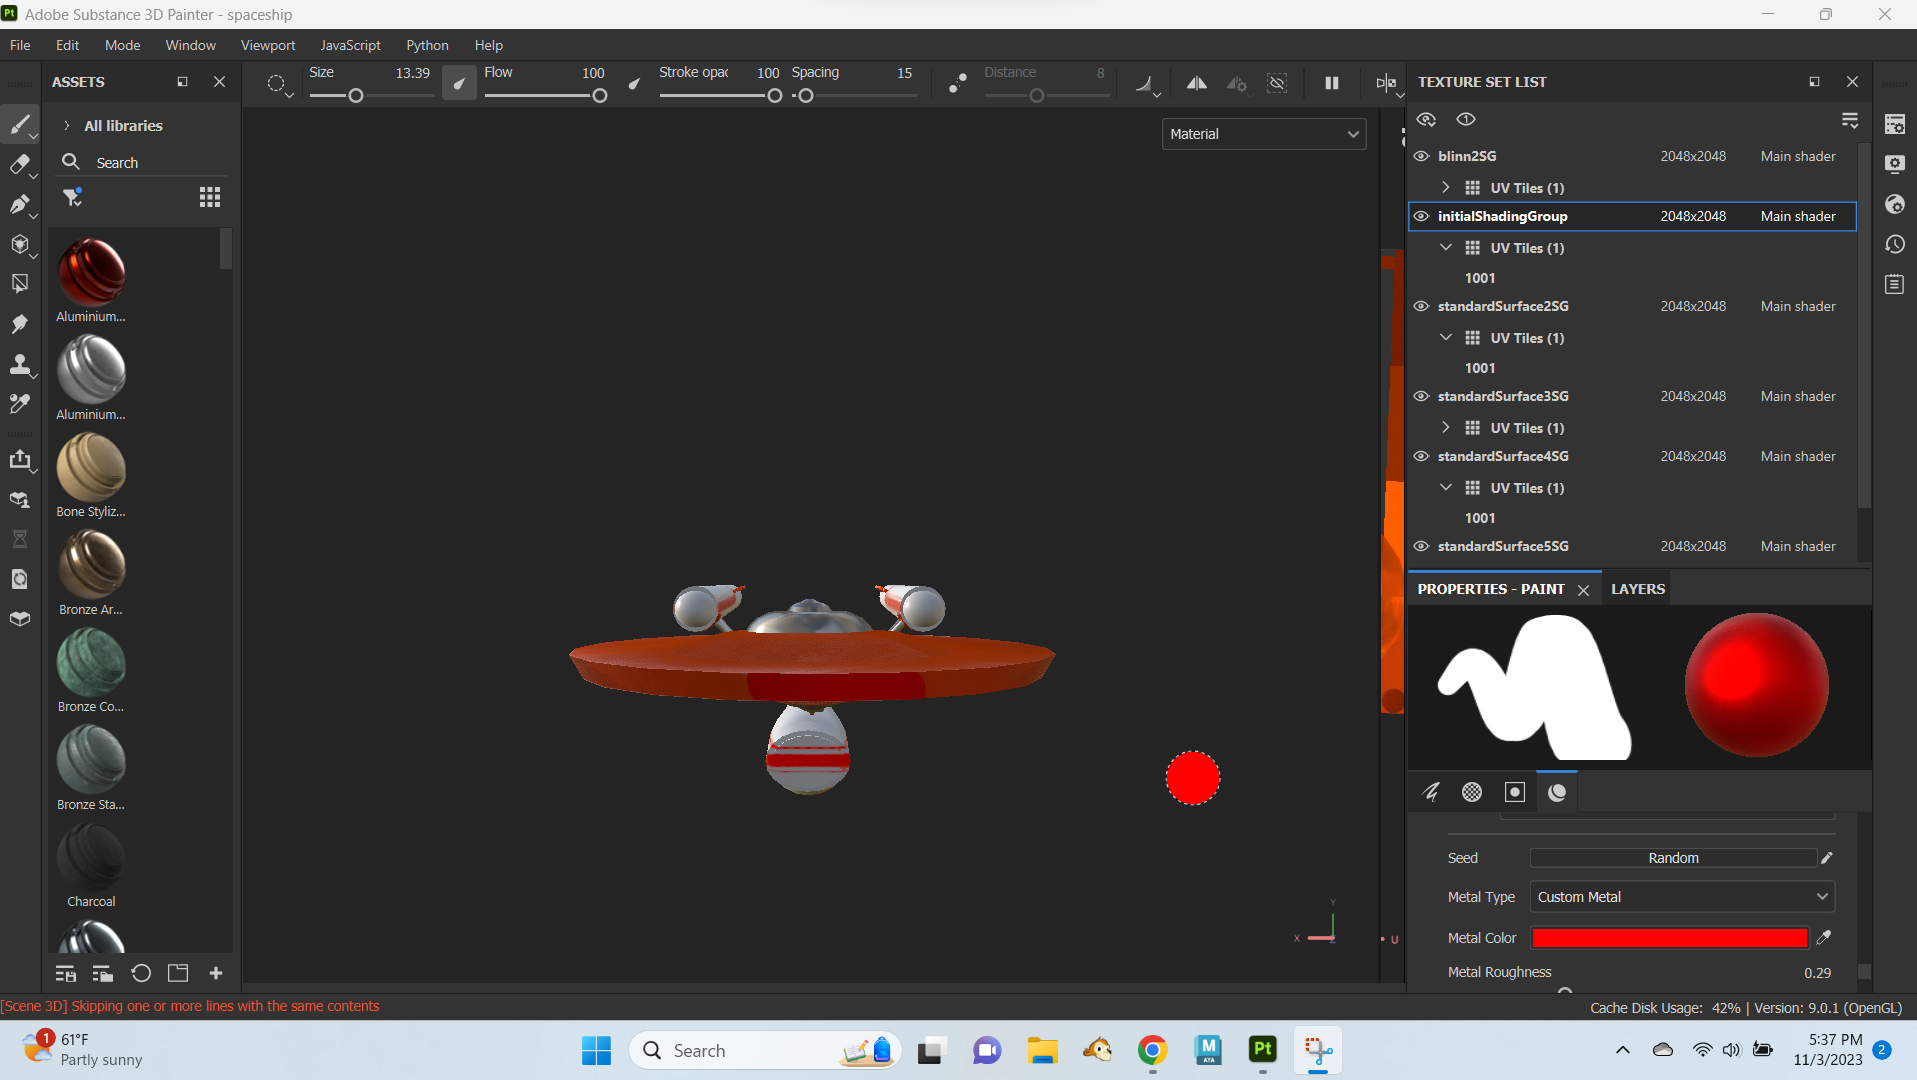 Pt Adobe Substance 3D Painter - spaceship
File Edit Mode Window Viewport JavaScript Python Help
ASSETS
Size 13.39 Flow 100 Stroke opac 100 Spacing 15 Distance 8
TEXTURE SET LIST
All libraries
Search
Material
1
blinn2SG 2048x2048 Main shader
UV Tiles (1)
initialShadingGroup 2048x2048 Main shader
UV Tiles (1)
1001
standardSurface2SG 2048x2048 Main shader
UV Tiles (1)
1001
standardSurface3SG 2048x2048 Main shader
UV Tiles (1)
standardSurface4SG 2048x2048 Main shader
UV Tiles (1)
1001
standardSurface5SG 2048x2048 Main shader
Aluminium...
Aluminium...
Bone Styliz...
Bronze Ar...
Bronze Co...
Bronze Sta...
Charcoal
PROPERTIES - PAINT LAYERS
Seed Random
Metal Type Custom Metal
Metal Color
Metal Roughness 0.29
Y
X Z
U
[Scene 3D] Skipping one or more lines with the same contents
Cache Disk Usage: 42% | Version: 9.0.1 (OpenGL)
1 61°F
Partly sunny
Search
M
AYA
Pt
5:37 PM
11/3/2023
2